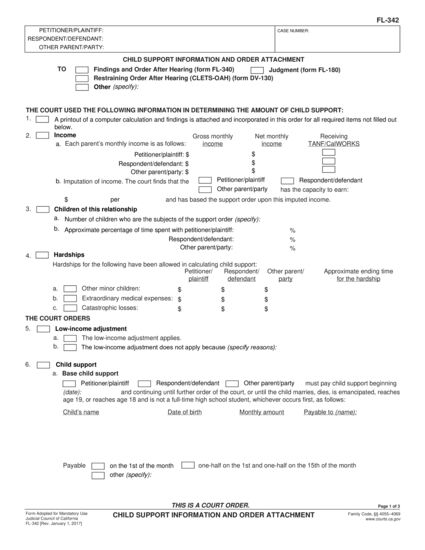 FL-342
PETITIONER/PLAINTIFF: CASE NUMBER:
RESPONDENT/DEFENDANT:
OTHER PARENT/PARTY:
CHILD SUPPORT INFORMATION AND ORDER ATTACHMENT
TO Findings and Order After Hearing (form FL-340) Judgment (form FL-180)
Restraining Order After Hearing (CLETS-OAH) (form DV-130)
Other (specify):
THE COURT USED THE FOLLOWING INFORMATION IN DETERMINING THE AMOUNT OF CHILD SUPPORT:
1. A printout of a computer calculation and findings is attached and incorporated in this order for all required items not filled out
below.
2. Income Gross monthly Net monthly Receiving
a. Each parent's monthly income is as follows: income income TANF/CalWORKS
Petitioner/plaintiff: $ $
Respondent/defendant: $ $
Other parent/party: $ $
b. Imputation of income. The court finds that the Petitioner/plaintiff Respondent/defendant
Other parent/party has the capacity to earn:
$ per and has based the support order upon this imputed income.
3. Children of this relationship
a. Number of children who are the subjects of the support order (specify):
b. Approximate percentage of time spent with petitioner/plaintiff: %
Respondent/defendant: %
Other parent/party: %
4. Hardships
Hardships for the following have been allowed in calculating child support:
Petitioner/ Respondent/ Other parent/ Approximate ending time
plaintiff defendant party for the hardship
a. Other minor children: $ $ $
b. Extraordinary medical expenses: $ $ $
c. Catastrophic losses: $ $ $
THE COURT ORDERS
5. Low-income adjustment
a. The low-income adjustment applies.
b. The low-income adjustment does not apply because (specify reasons):
6. Child support
a. Base child support
Petitioner/plaintiff Respondent/defendant Other parent/party must pay child support beginning
(date): and continuing until further order of the court, or until the child marries, dies, is emancipated, reaches
age 19, or reaches age 18 and is not a full-time high school student, whichever occurs first, as follows:
Child's name Date of birth Monthly amount Payable to (name):
Payable on the 1st of the month one-half on the 1st and one-half on the 15th of the month
other (specify):
THIS IS A COURT ORDER.
Page 1 of 3
Form Adopted for Mandatory Use
Judicial Council of California
FL-342 [Rev. January 1, 2017]
CHILD SUPPORT INFORMATION AND ORDER ATTACHMENT
Family Code, §§ 4055–4069
www.courts.ca.gov